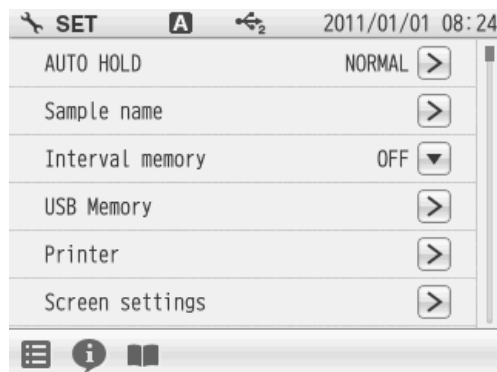 SET A 2 2011/01/01 08:24
AUTO HOLD NORMAL
Sample name
Interval memory OFF
USB Memory
Printer
Screen settings